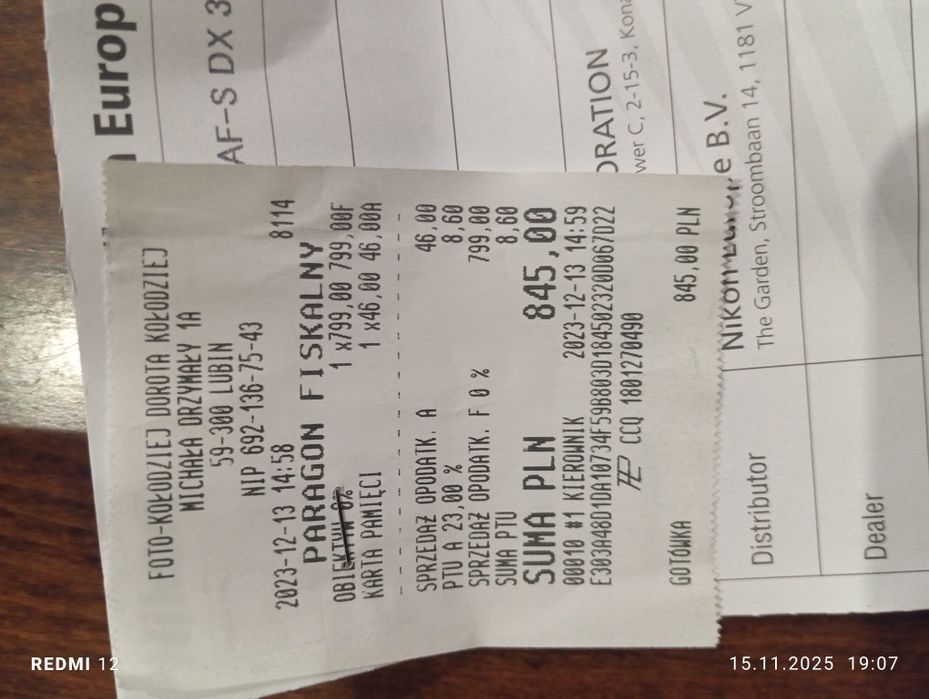 FOTO-KOŁODZIEJ DOROTA KOŁODZIEJ
MICHAŁA DRZYMAŁY 1A
59-300 LUBIN
NIP 692-136-75-43
2023-12-13 14:58 8114
PARAGON FISKALNY
OBIEKTYW 0% 1 x799,00 799,00F
KARTA PAMIĘCI 1 x46,00 46,00A
SPRZEDAŻ OPODATK. A 46,00
PTU A 23,00 % 8,60
SPRZEDAŻ OPODATK. F 0 % 799,00
SUMA PTU 8,60
SUMA PLN 845,00
00010 #1 KIEROWNIK 2023-12-13 14:59
E303A48D1DA10734F59B803D1845023200067D22
CCQ 1801270490
GOTÓWKA 845,00 PLN
Europ
AF-S DX 3
ORATION
wer C, 2-15-3, Kona
Distributor
Nikon Europe B.V.
The Garden, Stroombaan 14, 1181 V
Dealer
REDMI 12
15.11.2025 19:07